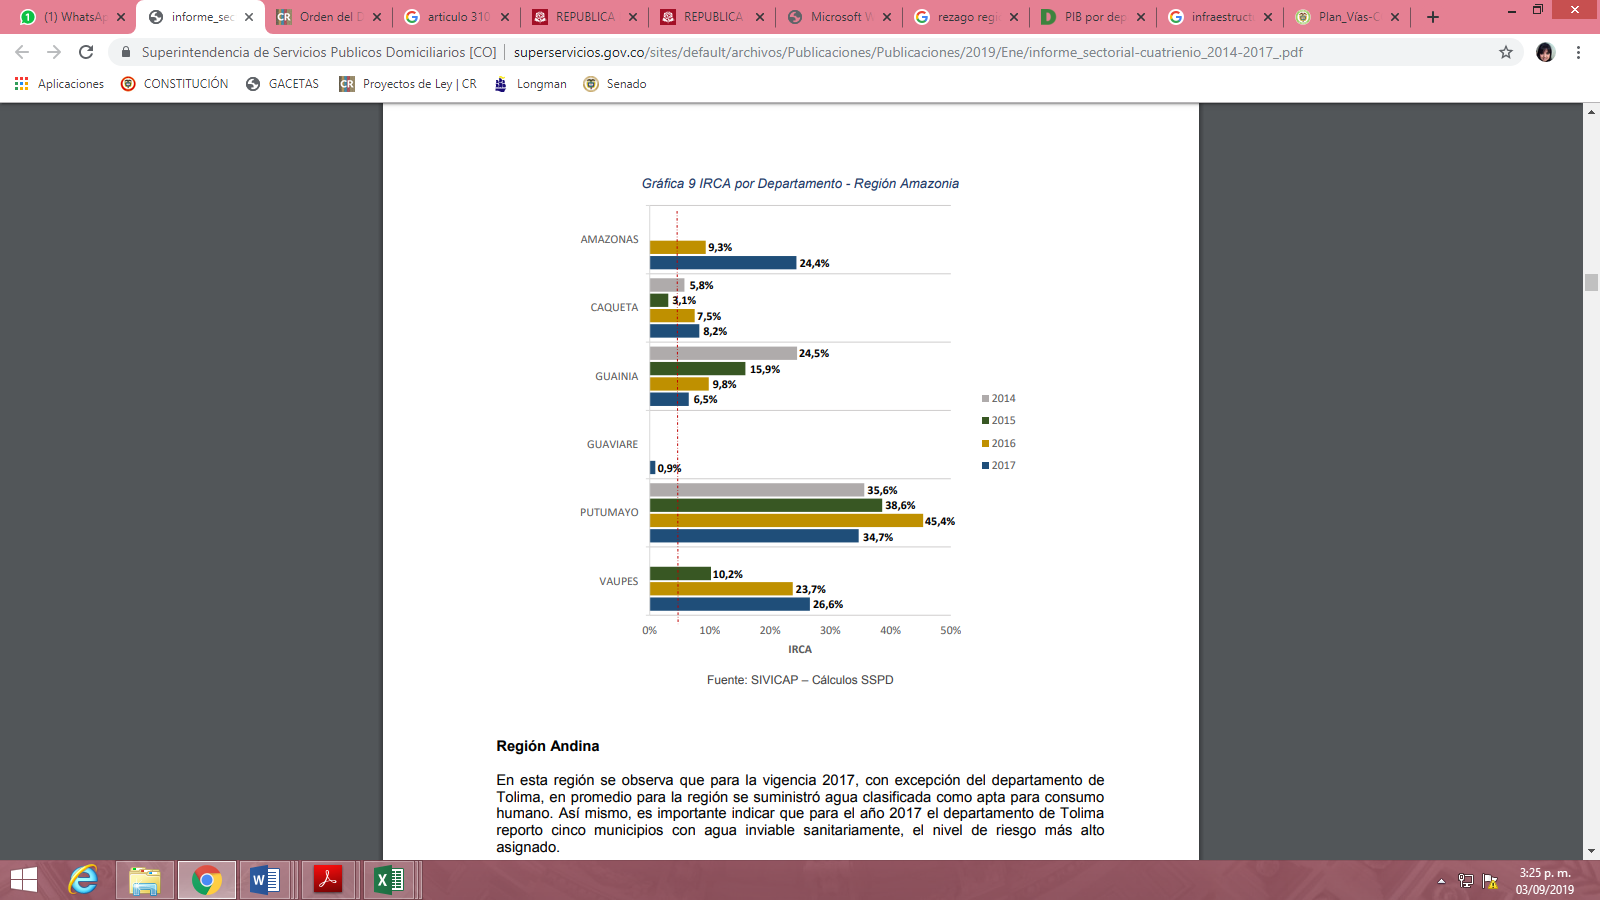 (1) WhatsAp
informe_sec
Orden del D
articulo 310
REPUBLICA
REPUBLICA
Microsoft W
rezago regi
PIB por dep
infraestruct
Plan_Vías-C
Superintendencia de Servicios Publicos Domiciliarios [CO] | superservicios.gov.co/sites/default/archivos/Publicaciones/Publicaciones/2019/Ene/informe_sectorial-cuatrienio_2014-2017_.pdf
Aplicaciones CONSTITUCIÓN GACETAS CR Proyectos de Ley | CR Longman Senado
Gráfica 9 IRCA por Departamento - Región Amazonia
AMAZONAS
9,3%
24,4%
CAQUETA
5,8%
3,1%
7,5%
8,2%
GUAINIA
24,5%
15,9%
9,8%
6,5%
GUAVIARE
0,9%
PUTUMAYO
35,6%
38,6%
45,4%
34,7%
VAUPES
10,2%
23,7%
26,6%
2014
2015
2016
2017
0% 10% 20% 30% 40% 50%
IRCA
Fuente: SIVICAP – Cálculos SSPD
Región Andina
En esta región se observa que para la vigencia 2017, con excepción del departamento de
Tolima, en promedio para la región se suministró agua clasificada como apta para consumo
humano. Así mismo, es importante indicar que para el año 2017 el departamento de Tolima
reporto cinco municipios con agua inviable sanitariamente, el nivel de riesgo más alto
asignado.
3:25 p. m.
03/09/2019